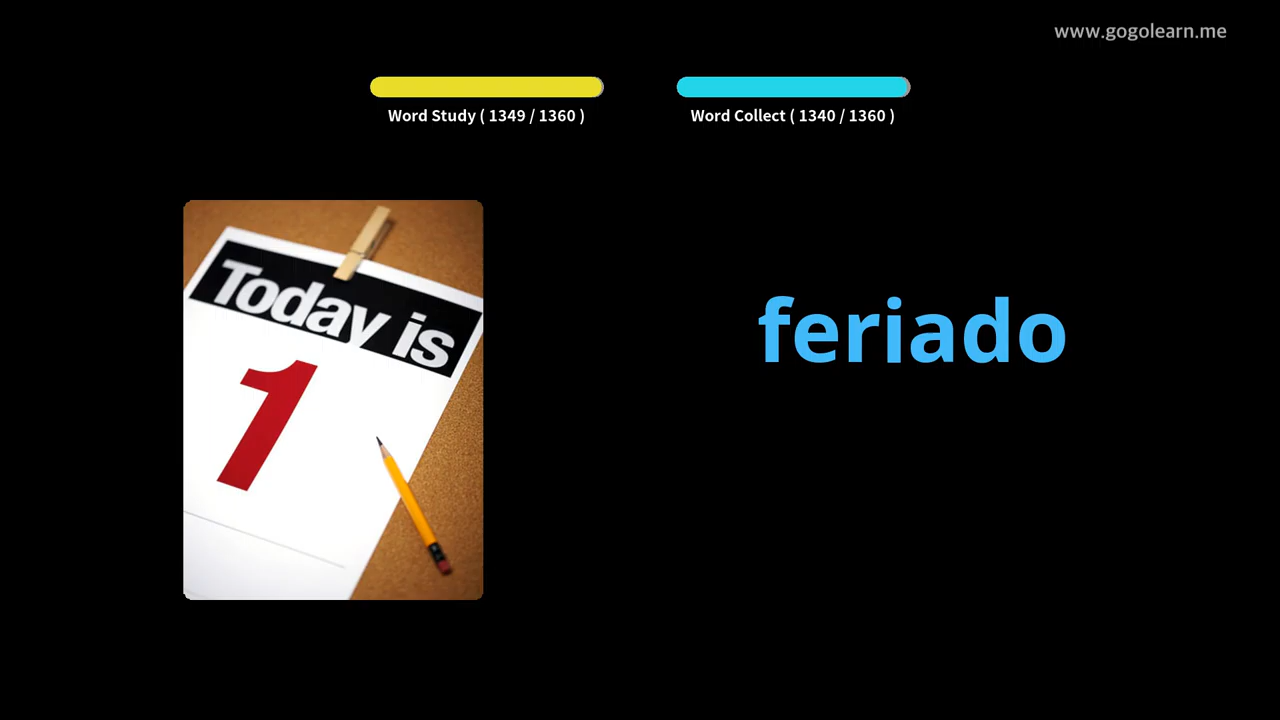 www.gogolearn.me
Word Study ( 1349 / 1360 )
Word Collect ( 1340 / 1360 )
Today is
1
feriado